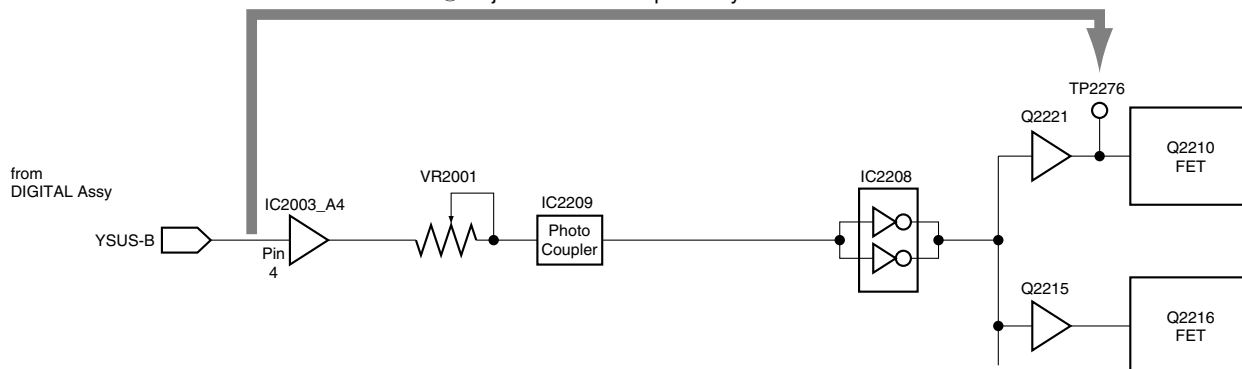 TP2276
Q2221
Q2210
FET
from
DIGITAL Assy
VR2001
IC2208
IC2003_A4
IC2209
Photo
Coupler
YSUS-B
Pin
4
Q2215
Q2216
FET